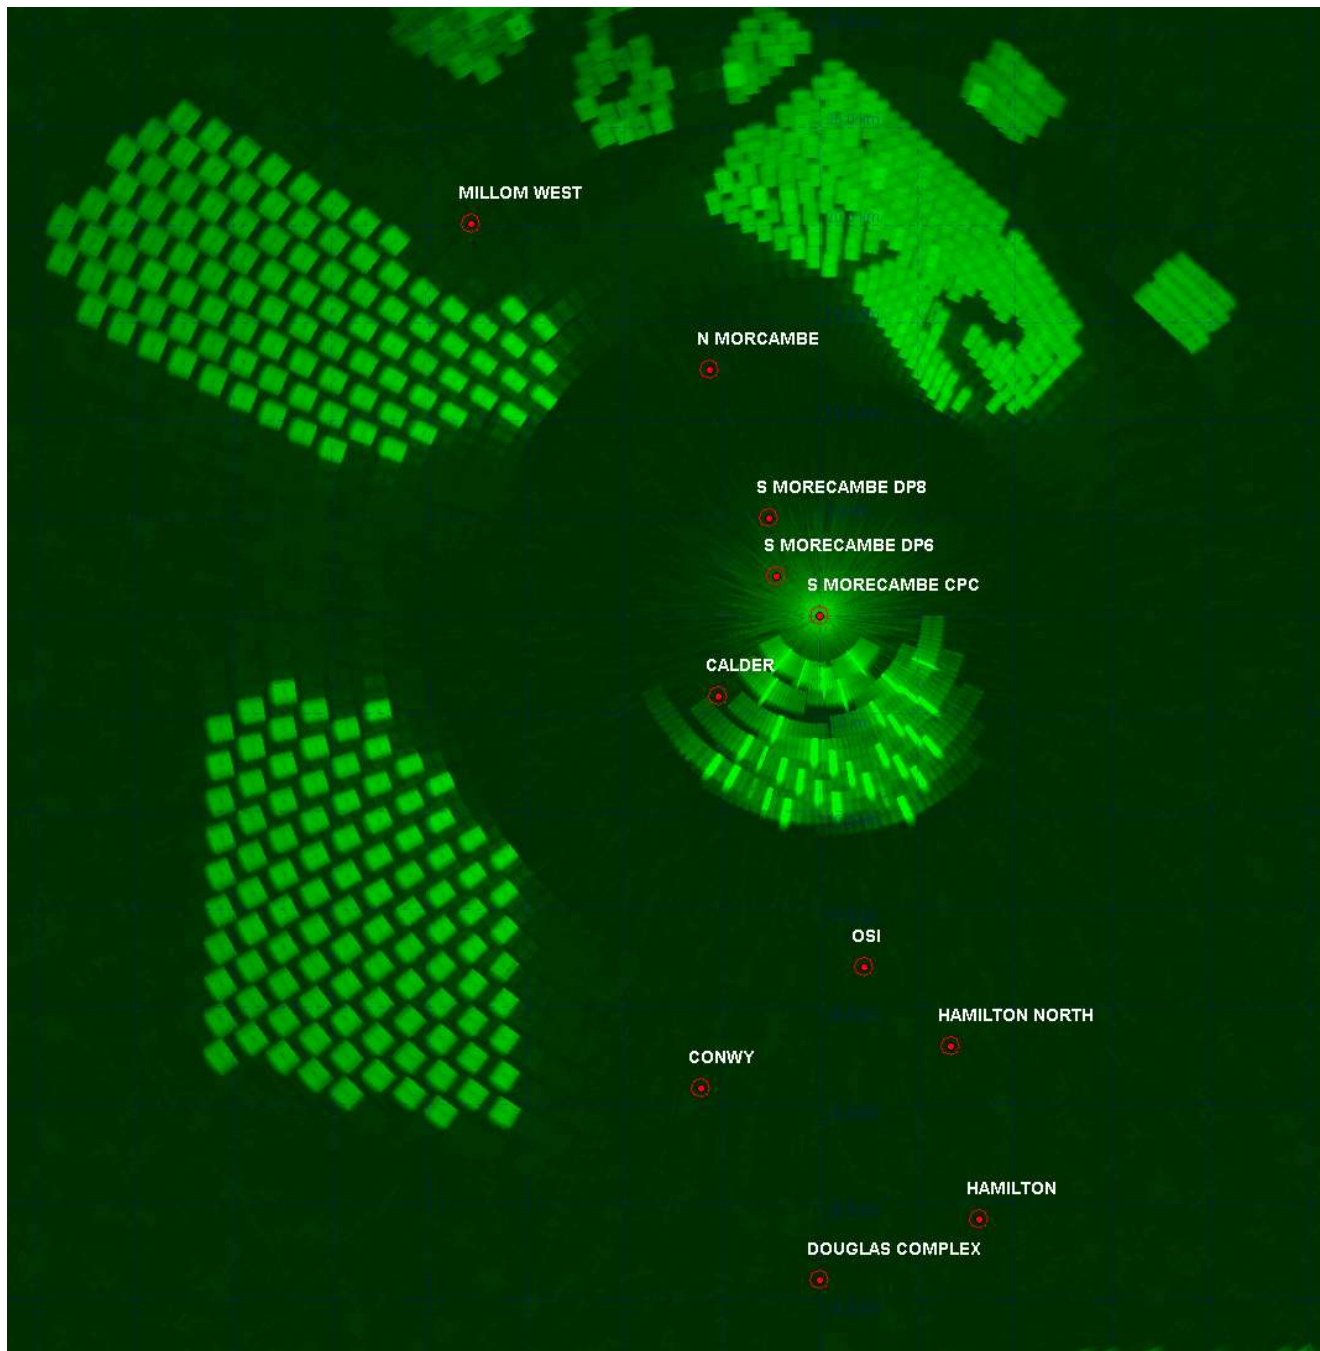 MILLOM WEST
N MORCAMBE
S MORECAMBE DP8
S MORECAMBE DP6
S MORECAMBE CPC
CALDER
OSI
HAMILTON NORTH
CONWY
HAMILTON
DOUGLAS COMPLEX